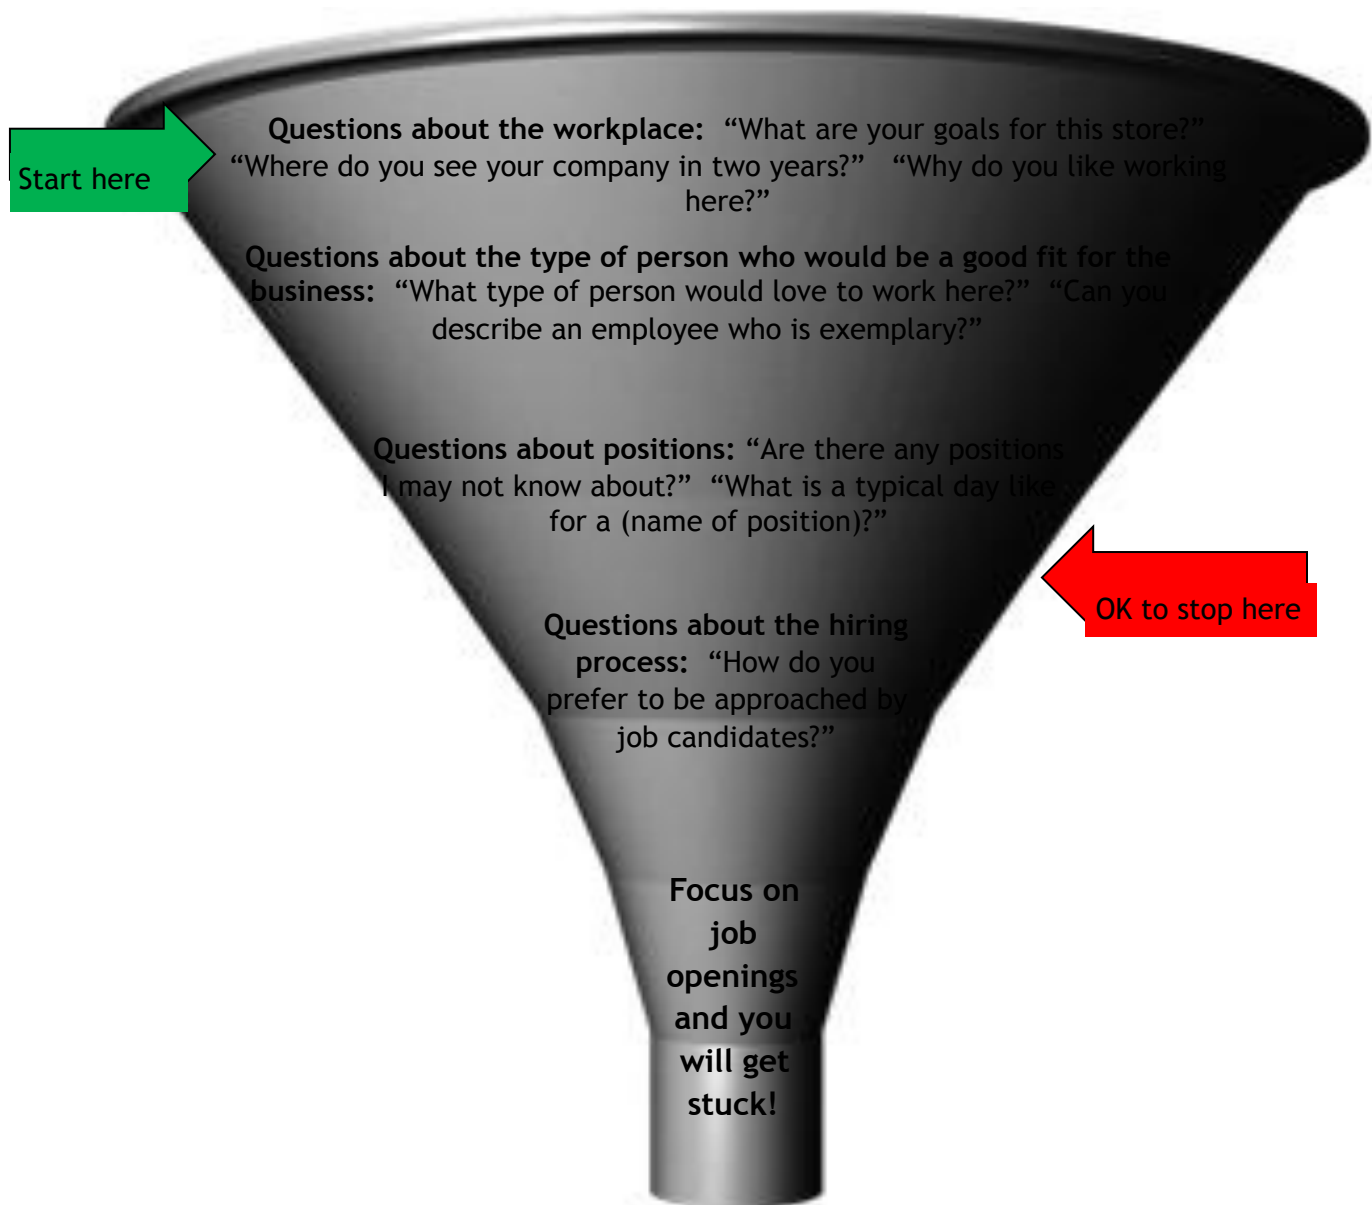 Questions about the workplace: “What are your goals for this store?”
“Where do you see your company in two years?” “Why do you like working
here?”
Start here
Questions about the type of person who would be a good fit for the
business: “What type of person would love to work here?” “Can you
describe an employee who is exemplary?”
Questions about positions: “Are there any positions
I may not know about?” “What is a typical day like
for a (name of position)?”
OK to stop here
Questions about the hiring
process: “How do you
prefer to be approached by
job candidates?”
Focus on
job
openings
and you
will get
stuck!